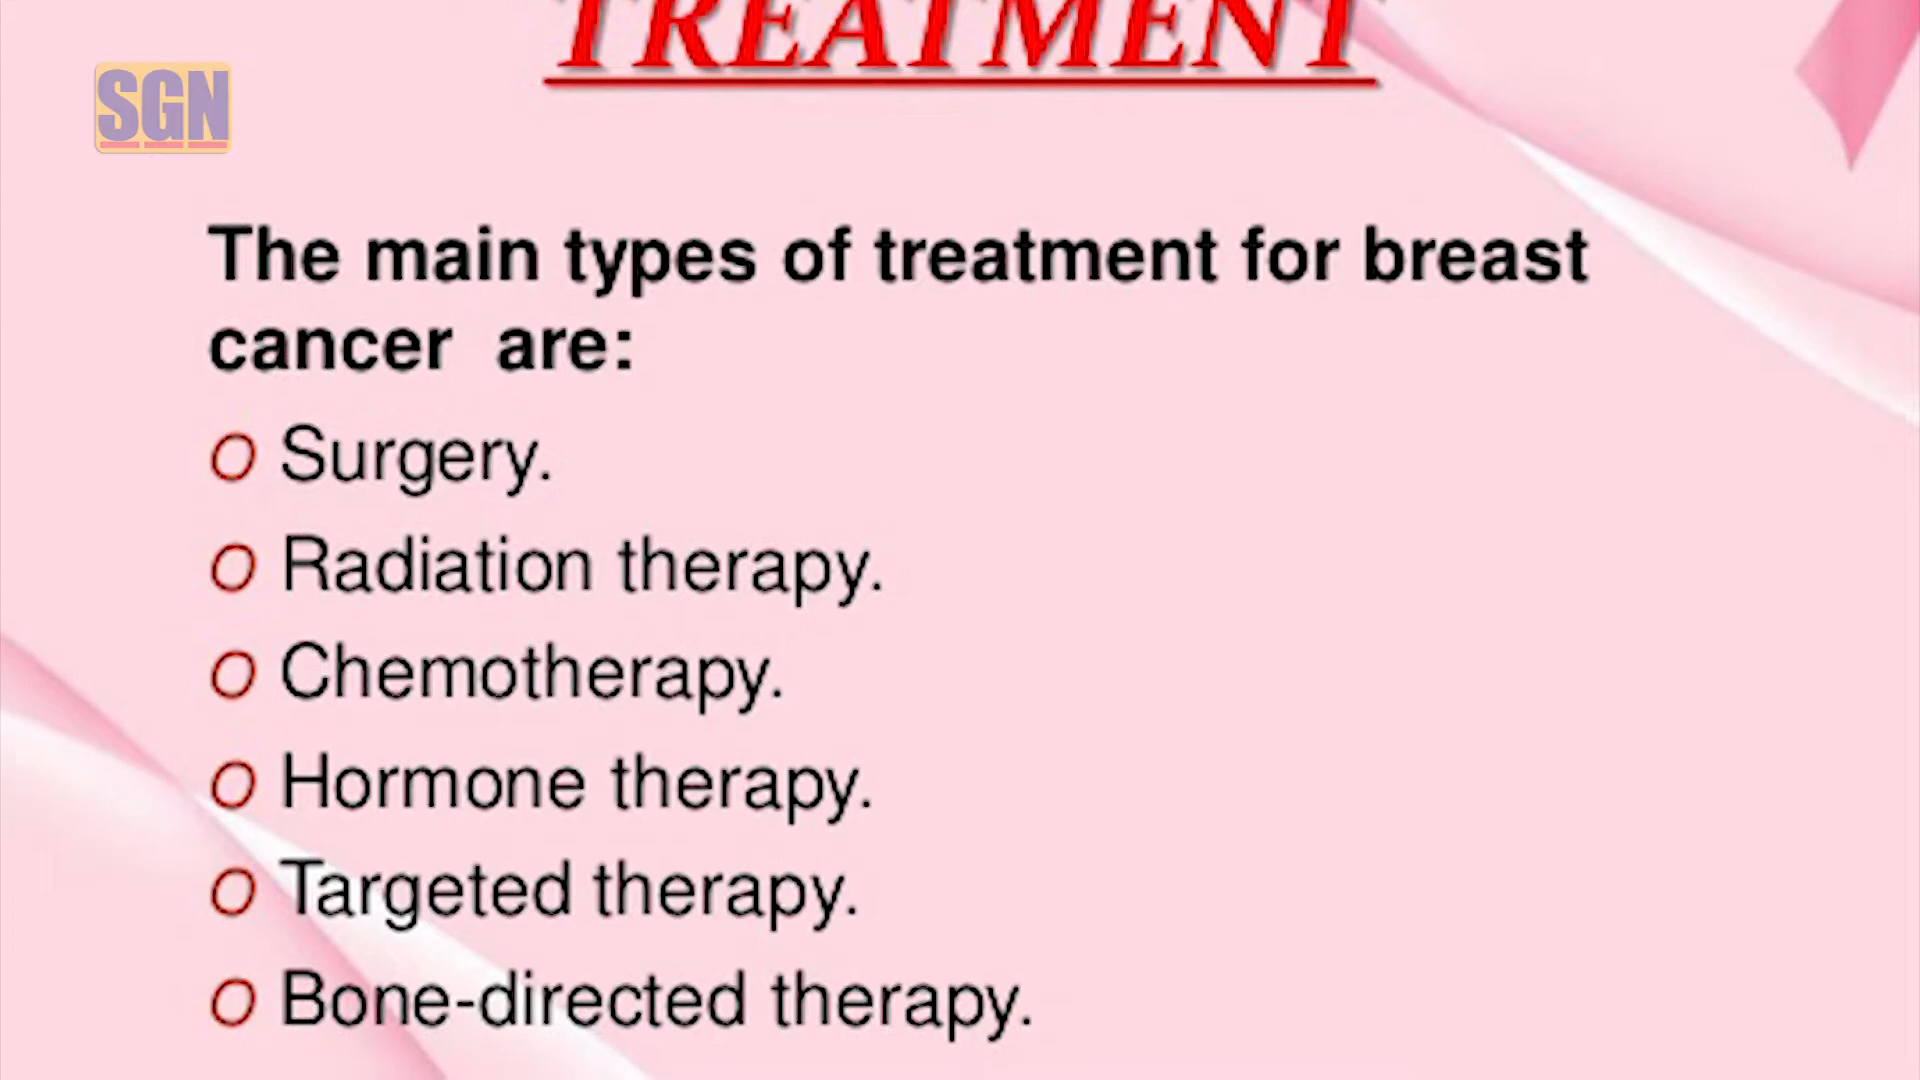 TREATMENT
SGN
The main types of treatment for breast
cancer are:
O Surgery.
O Radiation therapy.
O Chemotherapy.
O Hormone therapy.
O Targeted therapy.
O Bone-directed therapy.